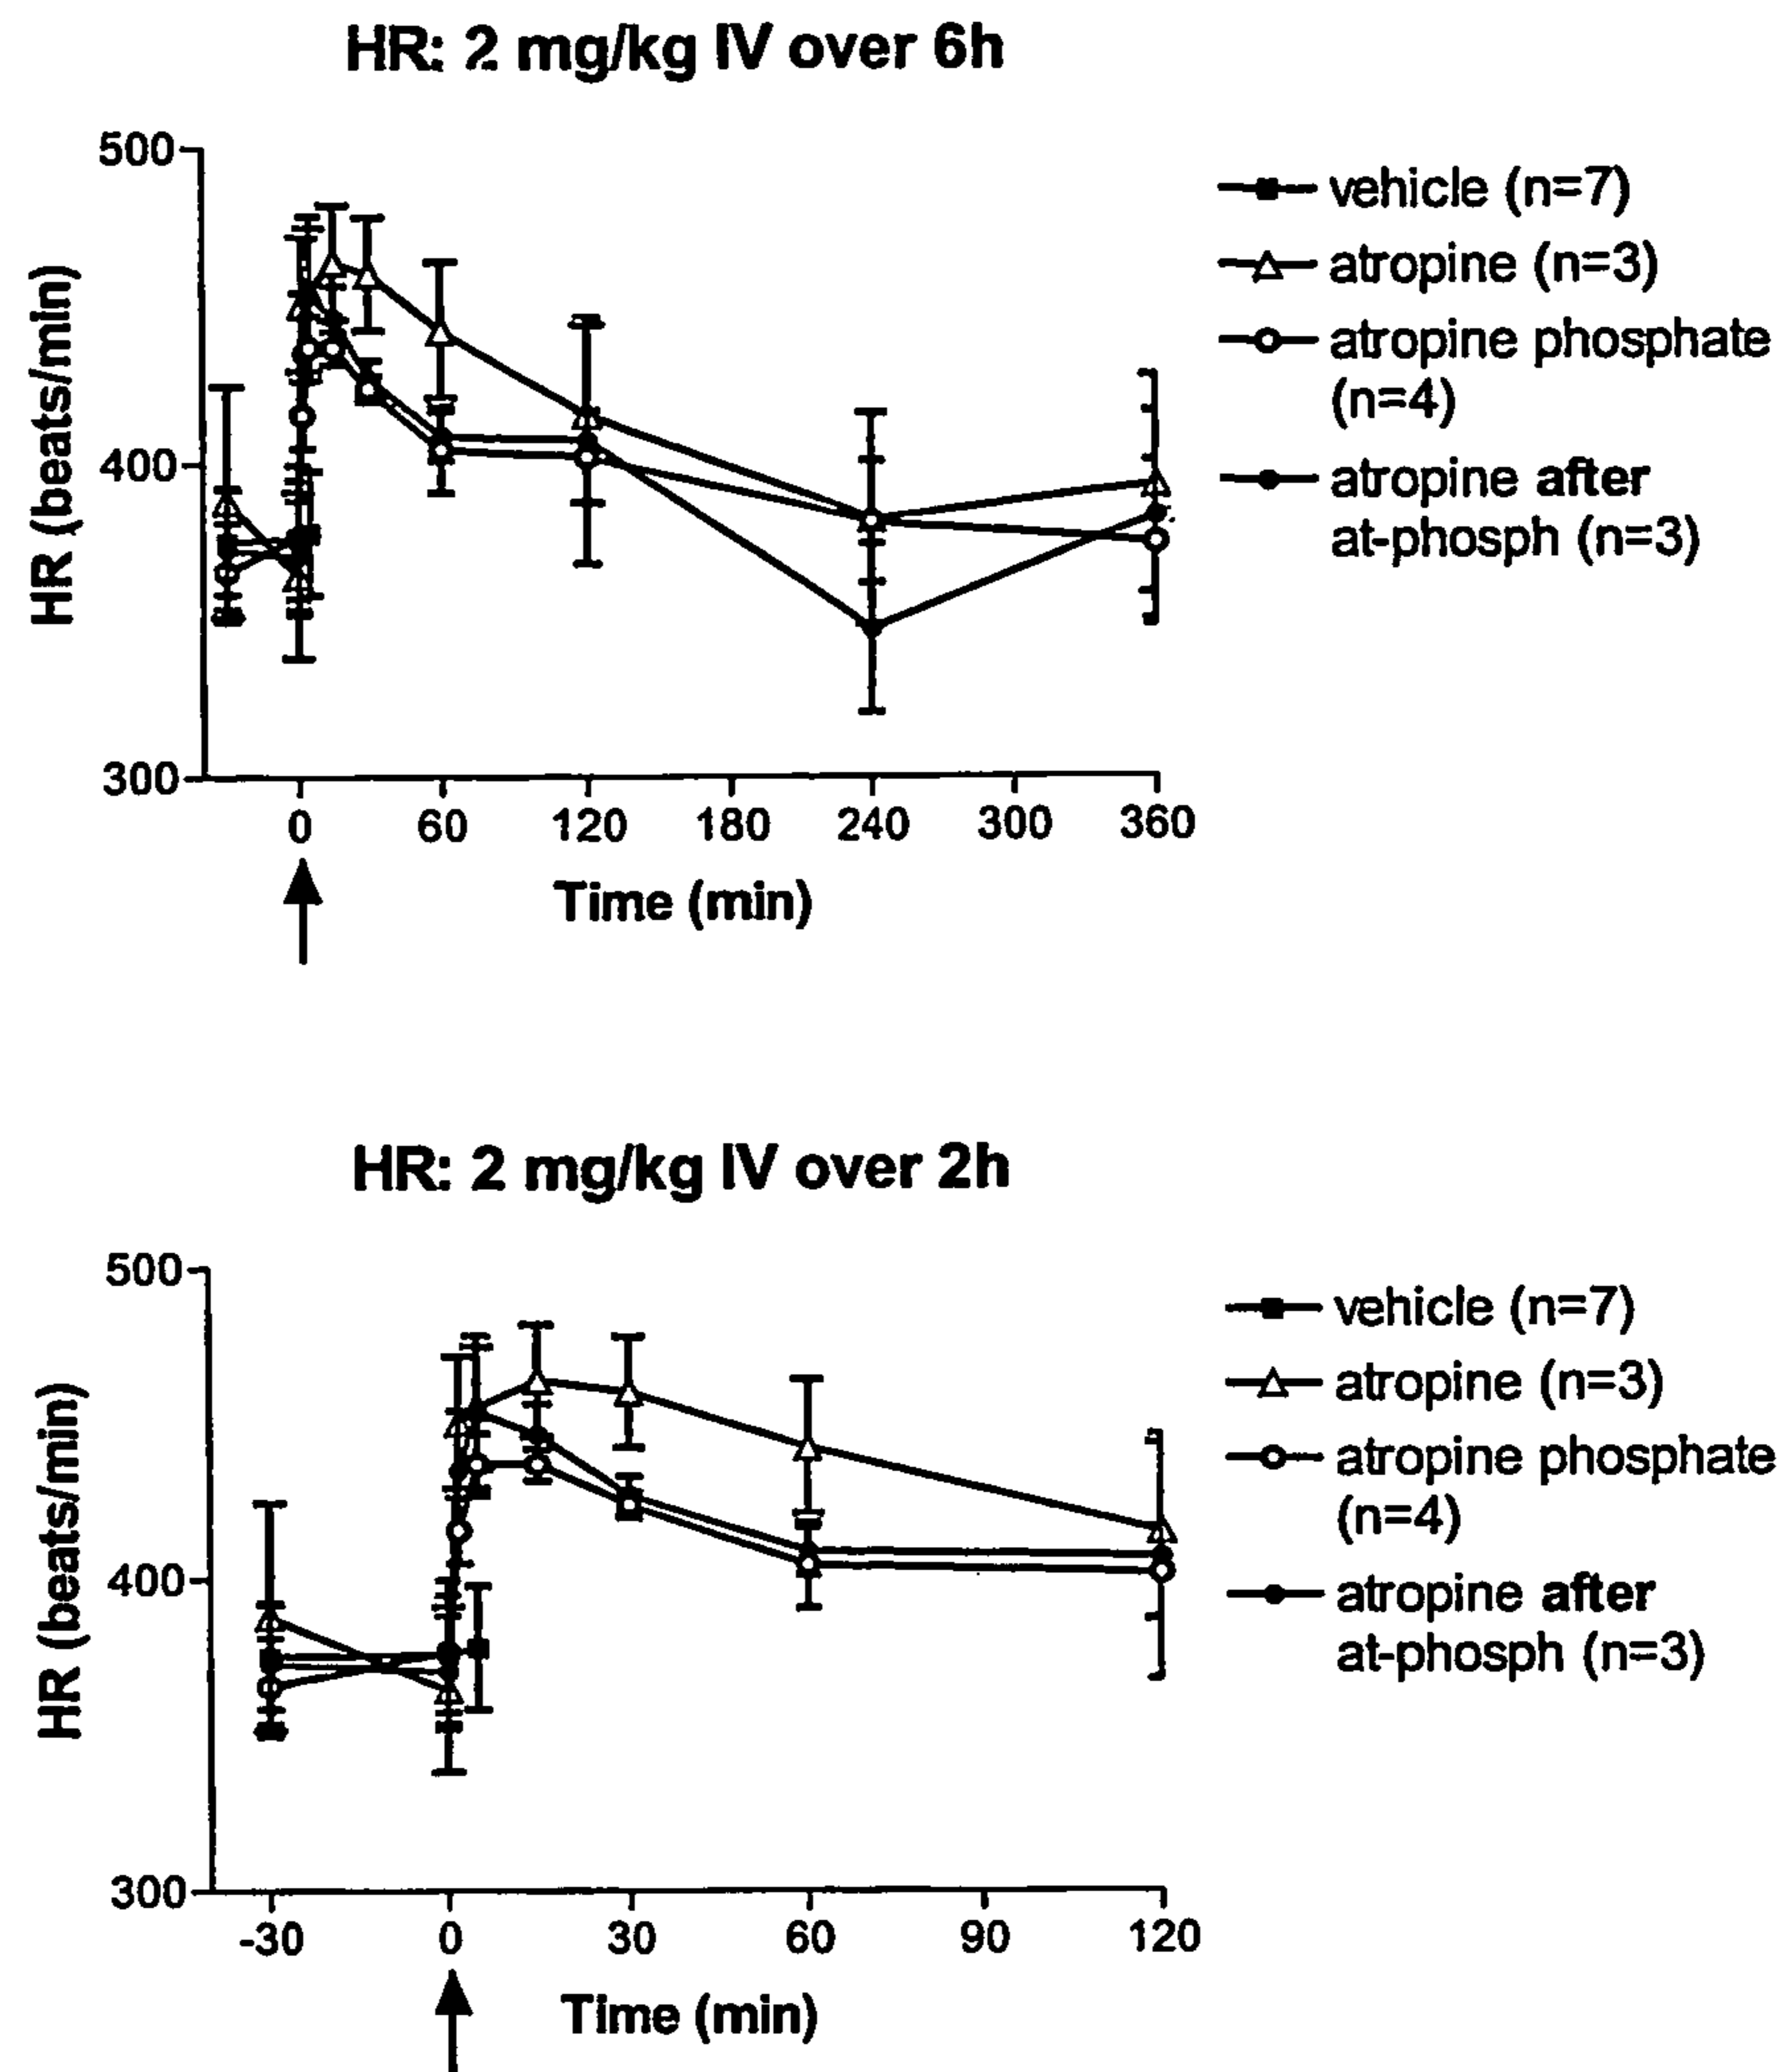 HR: 2 mg/kg IV over 6h
500
400
300
HR (beats/min)
0
60
120
180
240
300
360
Time (min)
vehicle (n=7)
atropine (n=3)
atropine phosphate
(n=4)
atropine after
at-phosph (n=3)
HR: 2 mg/kg IV over 2h
500
400
300
HR (beats/min)
-30
0
30
60
90
120
Time (min)
vehicle (n=7)
atropine (n=3)
atropine phosphate
(n=4)
atropine after
at-phosph (n=3)